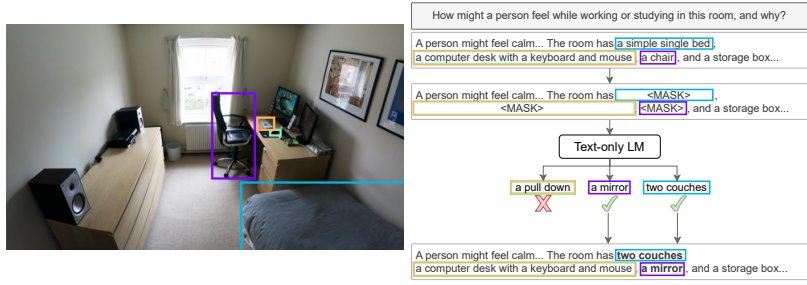 How might a person feel while working or studying in this room, and why?
A person might feel calm... The room has a simple single bed,
a computer desk with a keyboard and mouse, a chair, and a storage box...
A person might feel calm... The room has <MASK>,
<MASK> <MASK>, and a storage box...
Text-only LM
a pull down a mirror two couches
A person might feel calm... The room has two couches
a computer desk with a keyboard and mouse, a mirror, and a storage box...